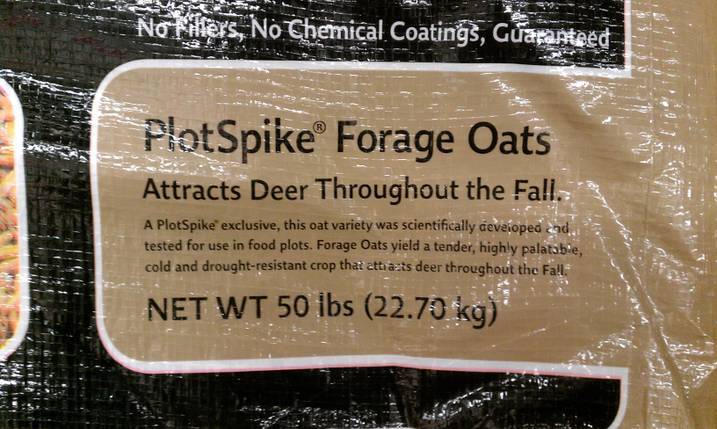 No Fillers, No Chemical Coatings, Guaranteed
PlotSpike® Forage Oats
Attracts Deer Throughout the Fall.
A PlotSpike® exclusive, this oat variety was scientifically developed and
tested for use in food plots. Forage Oats yield a tender, highly palatable,
cold and drought-resistant crop that attracts deer throughout the Fall.
NET WT 50 lbs (22.70 kg)